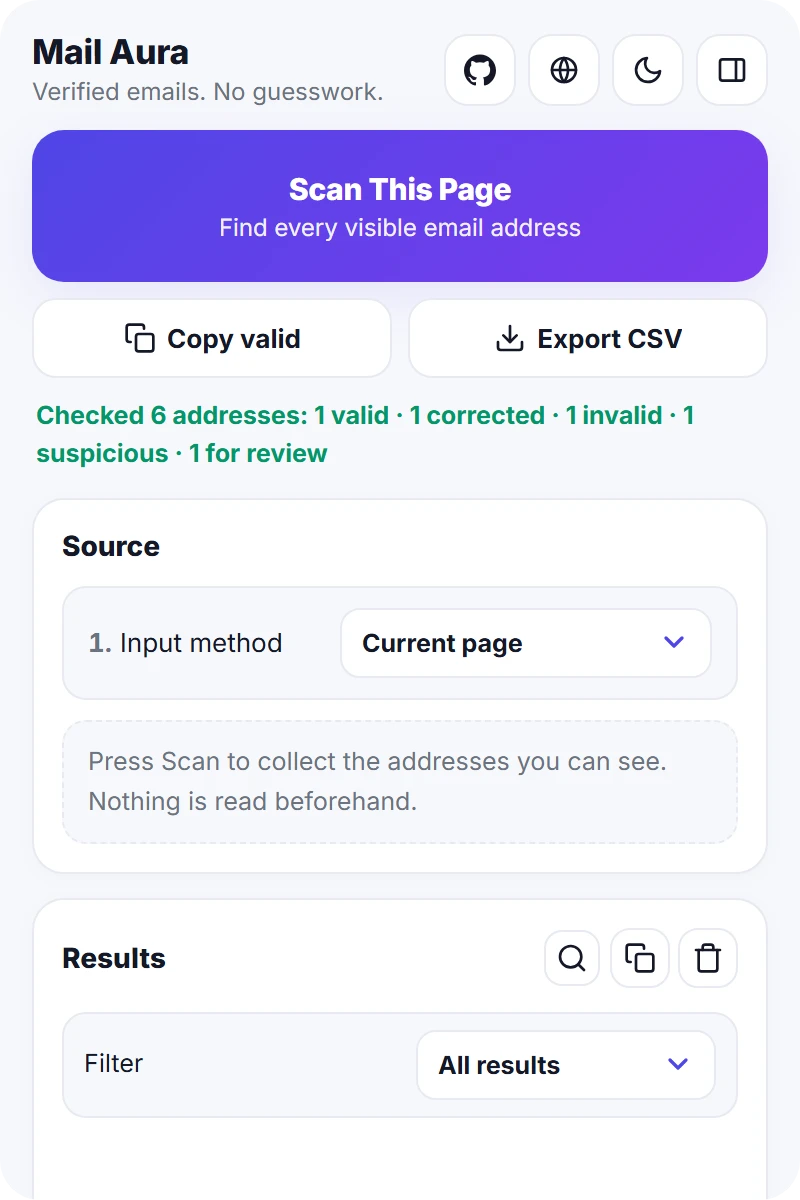 Mail Aura
Verified emails. No guesswork.
Scan This Page
Find every visible email address
Copy valid
Export CSV
Checked 6 addresses: 1 valid · 1 corrected · 1 invalid · 1
suspicious · 1 for review
Source
1. Input method
Current page
Press Scan to collect the addresses you can see.
Nothing is read beforehand.
Results
Filter
All results